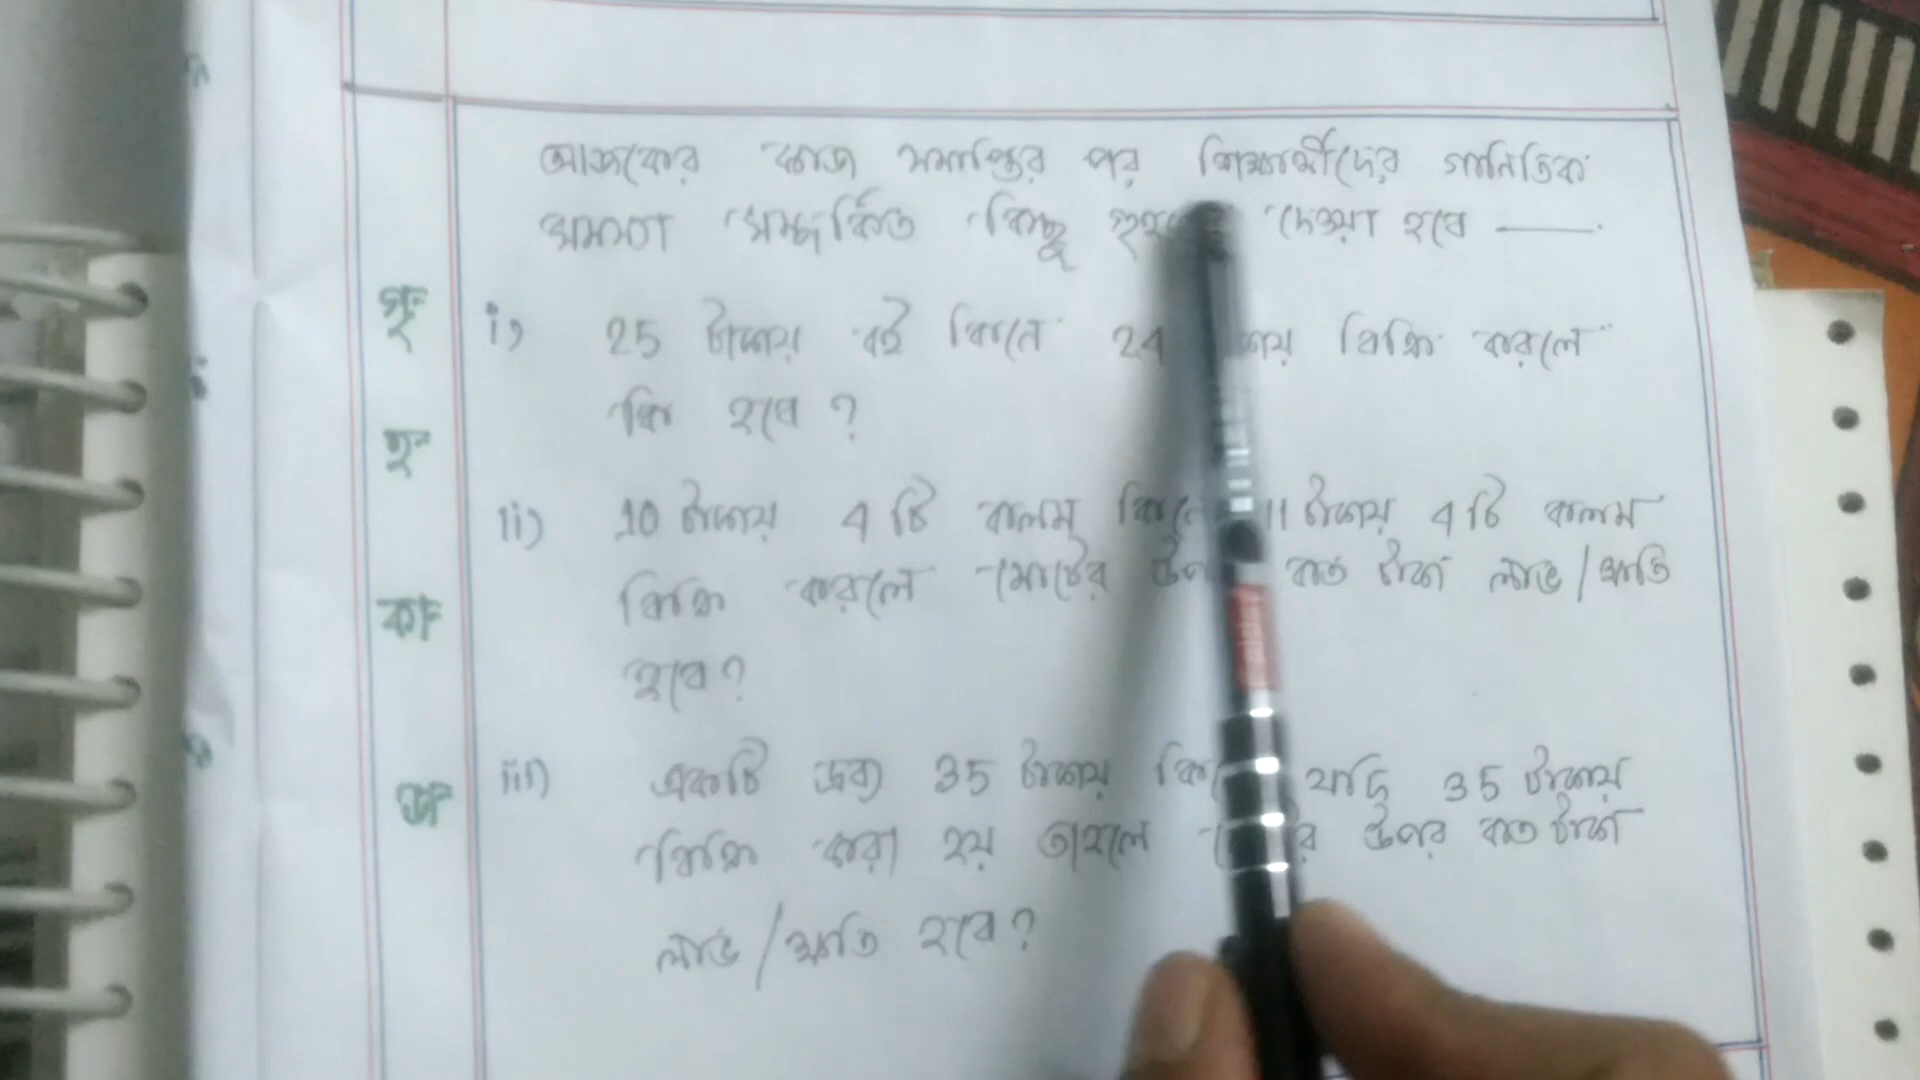 আজকের কাজ সমাপ্তির পর শিক্ষার্থীদের গানিতিক
সমস্যা সম্পর্কিত কিছু দেওয়া হবে —
গৃ
i) 25 টাকায় বই কিনে 24 বিক্রি করলে
কি হবে ?
হ
ii) 10 টাকায় 4 টি কলম কিনে 11 টাকায় 4 টি কলম
বিক্রি করলে মোটের কত টাকা লাভ / ক্ষতি
কা
হবে ?
iii) একটি দ্রব্য 35 টাকায় যদি 35 টাকায়
জ
বিক্রি করা হয় তাহলে উপর কত টাকা
লাভ / ক্ষতি হবে ?